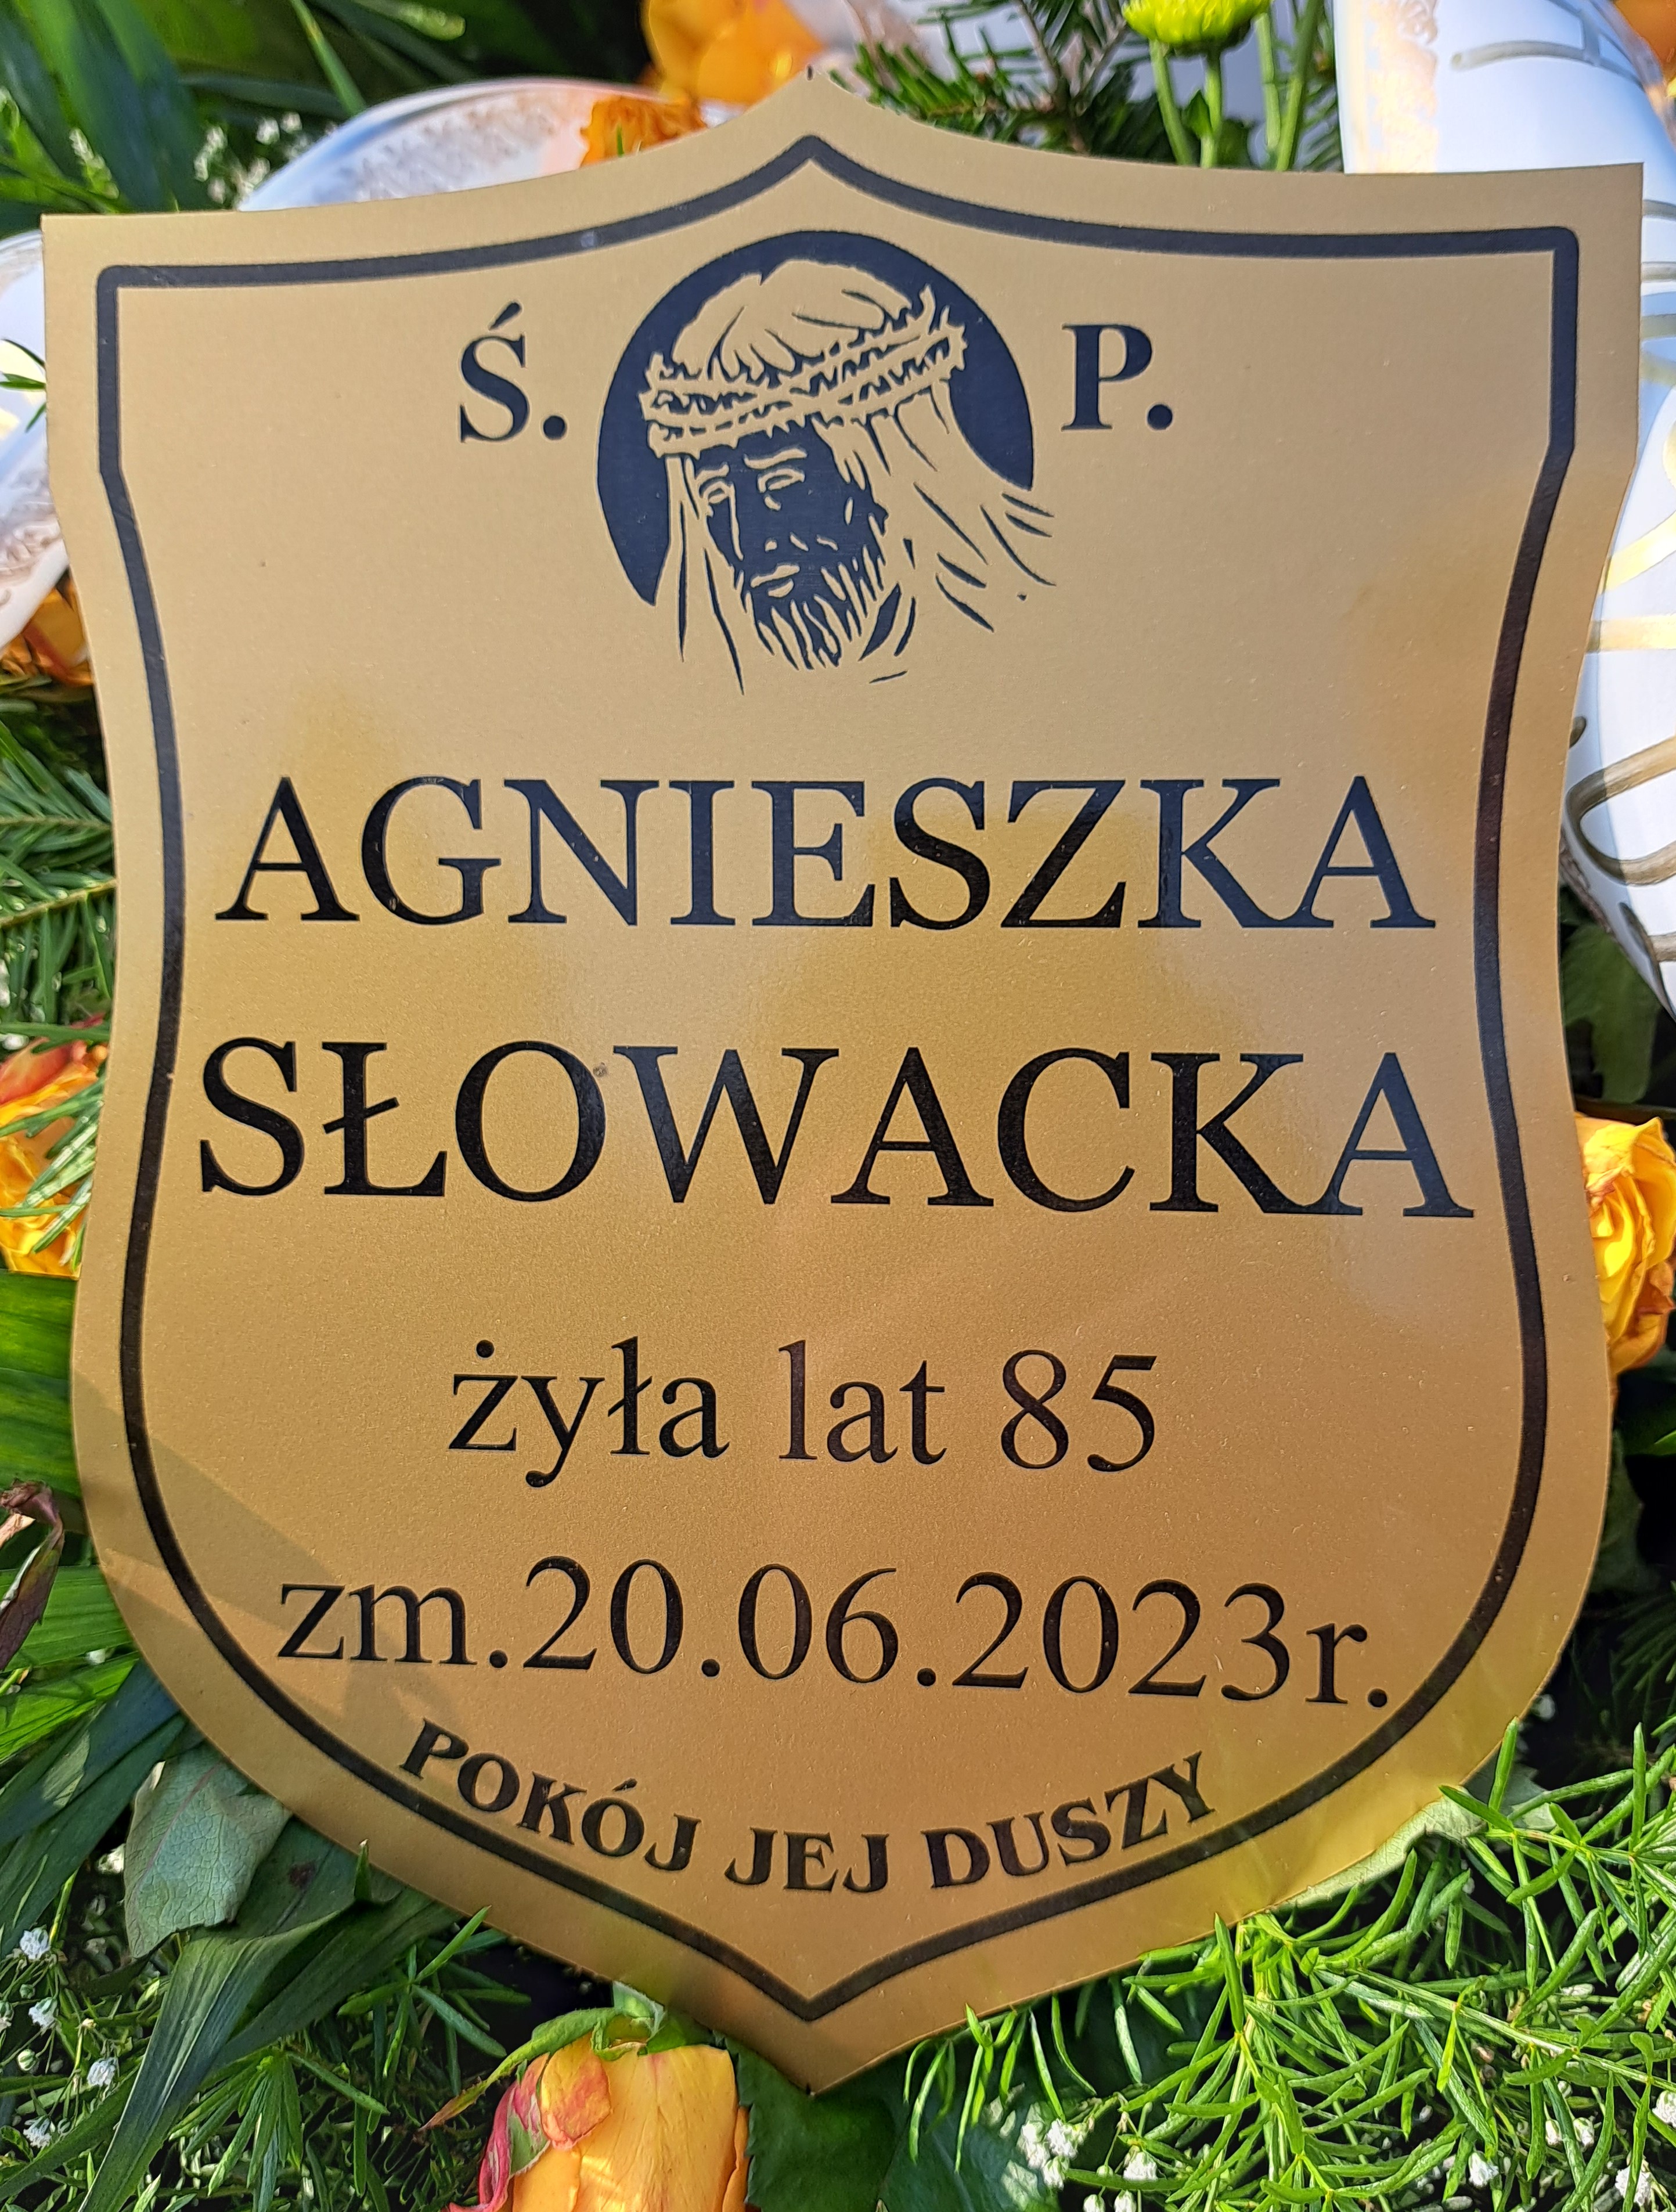 Ś. P.
AGNIESZKA
SŁOWACKA
żyła lat 85
zm.20.06.2023r.
POKÓJ JEJ DUSZY